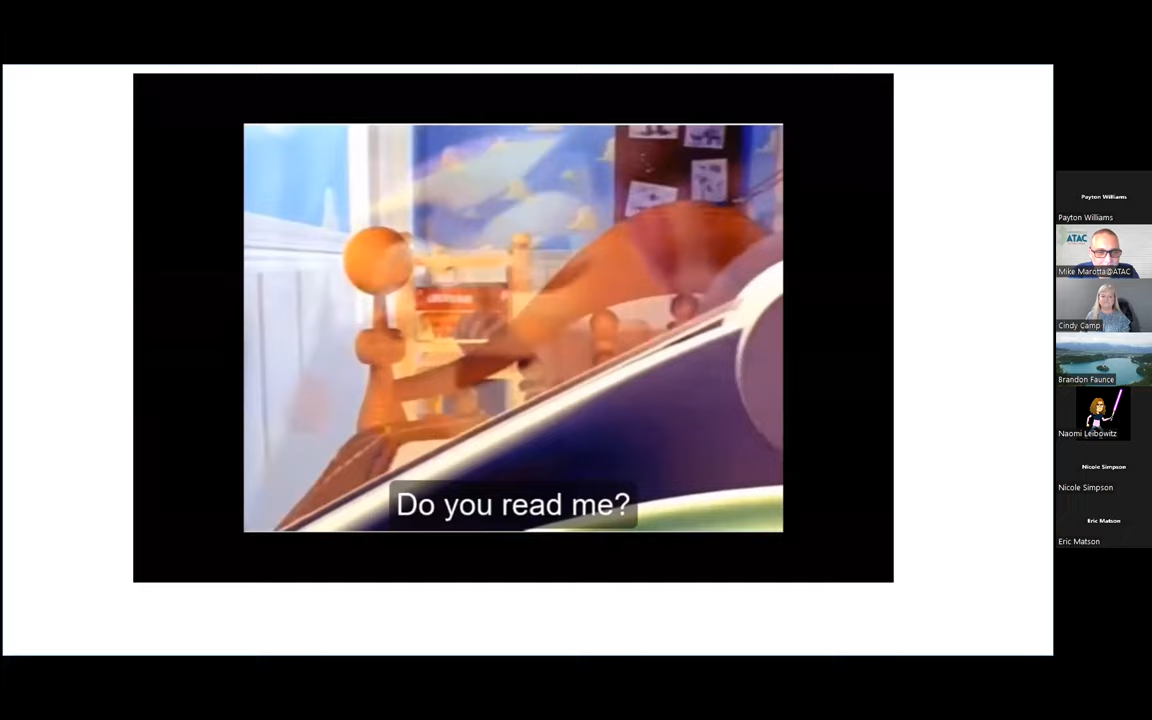 Do you read me?
Payton Williams
Payton Williams
ATAC
Mike Marotta@ATAC
Cindy Camp
Brandon Faunce
Naomi Leibowitz
Nicole Simpson
Nicole Simpson
Eric Matson
Eric Matson